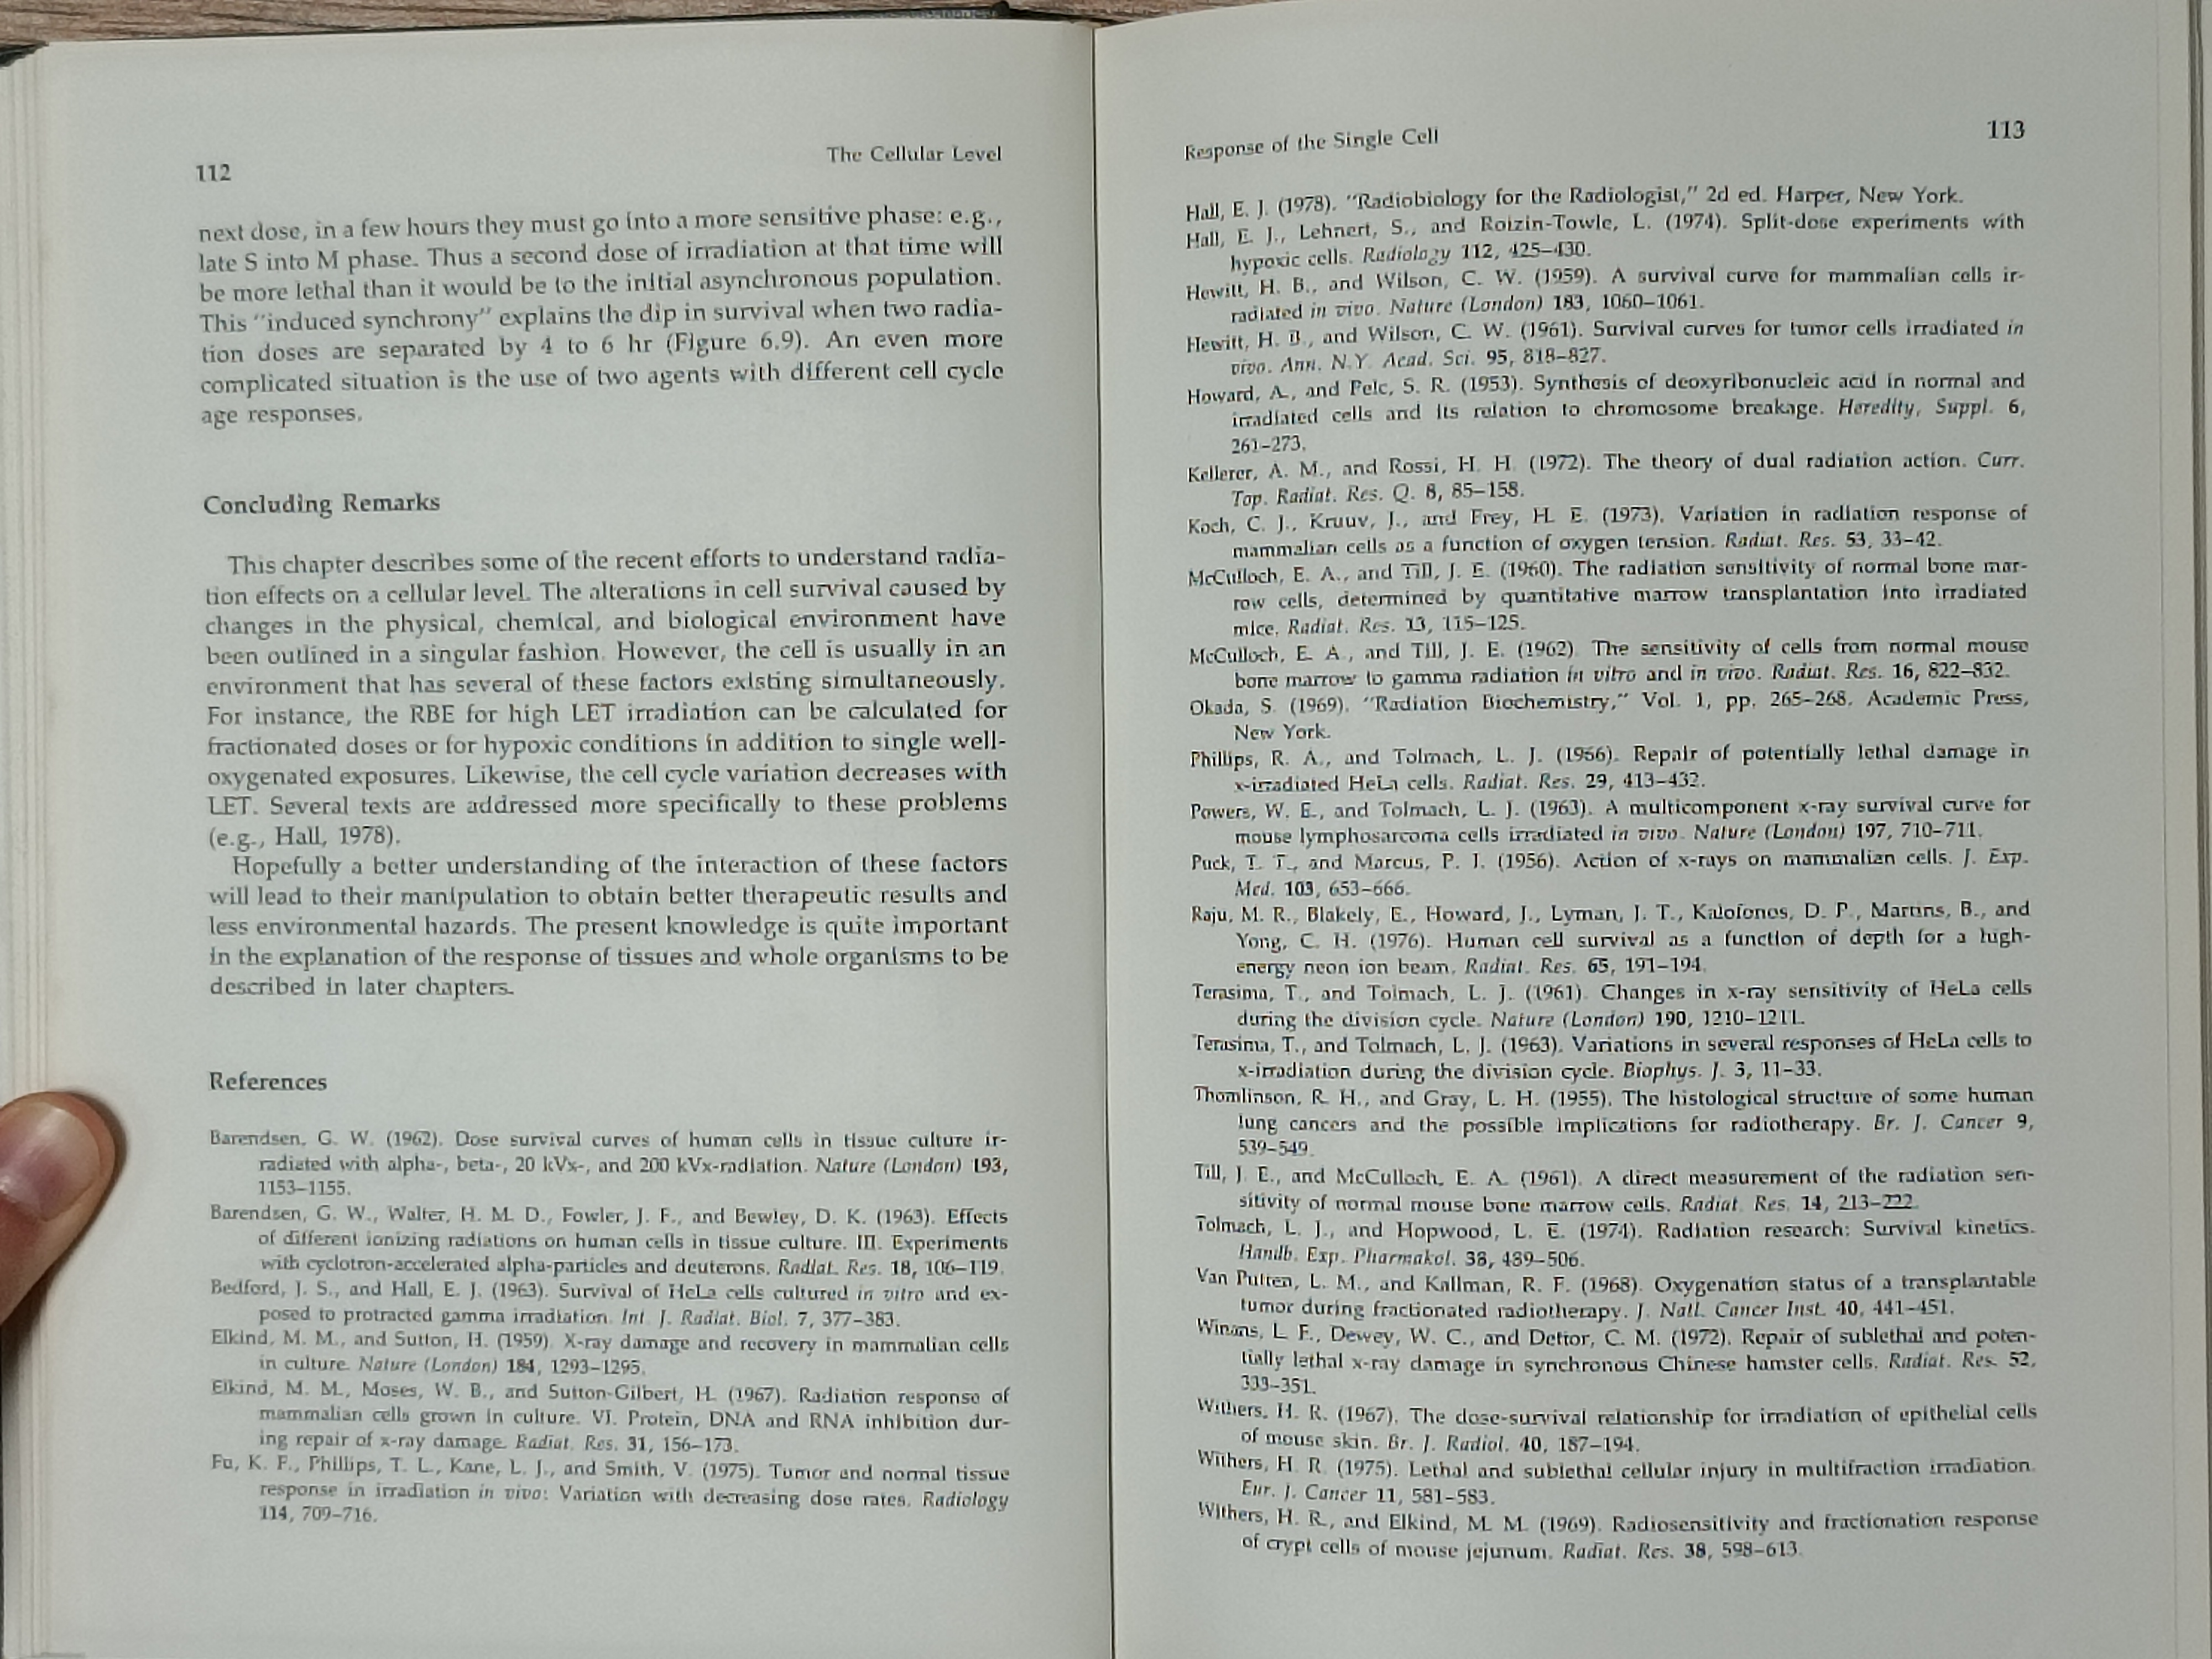 112
The Cellular Level
next dose, in a few hours they must go into a more sensitive phase: e.g.,
late S into M phase. Thus a second dose of irradiation at that time will
be more lethal than it would be to the initial asynchronous population.
This "induced synchrony" explains the dip in survival when two radia-
tion doses are separated by 4 to 6 hr (Figure 6.9). An even more
complicated situation is the use of two agents with different cell cycle
age responses.
Concluding Remarks
This chapter describes some of the recent efforts to understand radia-
tion effects on a cellular level. The alterations in cell survival caused by
changes in the physical, chemical, and biological environment have
been outlined in a singular fashion. However, the cell is usually in an
environment that has several of these factors existing simultaneously.
For instance, the RBE for high LET irradiation can be calculated for
fractionated doses or for hypoxic conditions in addition to single well-
oxygenated exposures. Likewise, the cell cycle variation decreases with
LET. Several texts are addressed more specifically to these problems
(e.g., Hall, 1978).
Hopefully a better understanding of the interaction of these factors
will lead to their manipulation to obtain better therapeutic results and
less environmental hazards. The present knowledge is quite important
in the explanation of the response of tissues and whole organisms to be
described in later chapters.
References
Barendsen, G. W. (1962). Dose survival curves of human cells in tissue culture ir-
radiated with alpha-, beta-, 20 kVx-, and 200 kVx-radiation. Nature (London) 193,
1153–1155.
Barendsen, G. W., Walter, H. M. D., Fowler, J. F., and Bewley, D. K. (1963). Effects
of different ionizing radiations on human cells in tissue culture. III. Experiments
with cyclotron-accelerated alpha-particles and deuterons. Radiat. Res. 18, 106–119.
Bedford, J. S., and Hall, E. J. (1963). Survival of HeLa cells cultured in vitro and ex-
posed to protracted gamma irradiation. Int. J. Radiat. Biol. 7, 377–383.
Elkind, M. M., and Sutton, H. (1959). X-ray damage and recovery in mammalian cells
in culture. Nature (London) 184, 1293–1295.
Elkind, M. M., Moses, W. B., and Sutton-Gilbert, H. (1967). Radiation response of
mammalian cells grown in culture. VI. Protein, DNA and RNA inhibition dur-
ing repair of x-ray damage. Radiat. Res. 31, 156–173.
Fu, K. F., Phillips, T. L., Kane, L. J., and Smith, V. (1975). Tumor and normal tissue
response in irradiation in vivo: Variation with decreasing dose rates. Radiology
114, 709–716.
Response of the Single Cell
113
Hall, E. J. (1978). "Radiobiology for the Radiologist," 2d ed. Harper, New York.
Hall, E. J., Lehnert, S., and Roizin-Towle, L. (1974). Split-dose experiments with
hypoxic cells. Radiology 112, 425–430.
Hewitt, H. B., and Wilson, C. W. (1959). A survival curve for mammalian cells ir-
radiated in vivo. Nature (London) 183, 1060–1061.
Hewitt, H. B., and Wilson, C. W. (1961). Survival curves for tumor cells irradiated in
vivo. Ann. N.Y. Acad. Sci. 95, 818–827.
Howard, A., and Pelc, S. R. (1953). Synthesis of deoxyribonucleic acid in normal and
irradiated cells and its relation to chromosome breakage. Heredity, Suppl. 6,
261–273.
Kellerer, A. M., and Rossi, H. H. (1972). The theory of dual radiation action. Curr.
Top. Radiat. Res. Q. 8, 85–158.
Koch, C. J., Kruuv, J., and Frey, H. E. (1973). Variation in radiation response of
mammalian cells as a function of oxygen tension. Radiat. Res. 53, 33–42.
McCulloch, E. A., and Till, J. E. (1960). The radiation sensitivity of normal bone mar-
row cells, determined by quantitative marrow transplantation into irradiated
mice. Radiat. Res. 13, 115–125.
McCulloch, E. A., and Till, J. E. (1962). The sensitivity of cells from normal mouse
bone marrow to gamma radiation in vitro and in vivo. Radiat. Res. 16, 822–832.
Okada, S. (1969). "Radiation Biochemistry," Vol. 1, pp. 265–268. Academic Press,
New York.
Phillips, R. A., and Tolmach, L. J. (1966). Repair of potentially lethal damage in
x-irradiated HeLa cells. Radiat. Res. 29, 413–432.
Powers, W. E., and Tolmach, L. J. (1963). A multicomponent x-ray survival curve for
mouse lymphosarcoma cells irradiated in vivo. Nature (London) 197, 710–711.
Puck, T. T., and Marcus, P. I. (1956). Action of x-rays on mammalian cells. J. Exp.
Med. 103, 653–666.
Raju, M. R., Blakely, E., Howard, J., Lyman, J. T., Kalofonos, D. P., Martins, B., and
Yong, C. H. (1976). Human cell survival as a function of depth for a high-
energy neon ion beam. Radiat. Res. 65, 191–194.
Terasima, T., and Tolmach, L. J. (1961). Changes in x-ray sensitivity of HeLa cells
during the division cycle. Nature (London) 190, 1210–1211.
Terasima, T., and Tolmach, L. J. (1963). Variations in several responses of HeLa cells to
x-irradiation during the division cycle. Biophys. J. 3, 11–33.
Thomlinson, R. H., and Gray, L. H. (1955). The histological structure of some human
lung cancers and the possible implications for radiotherapy. Br. J. Cancer 9,
539–549.
Till, J. E., and McCulloch, E. A. (1961). A direct measurement of the radiation sen-
sitivity of normal mouse bone marrow cells. Radiat. Res. 14, 213–222.
Tolmach, L. J., and Hopwood, L. E. (1974). Radiation research: Survival kinetics.
Handb. Exp. Pharmakol. 38, 489–506.
Van Putten, L. M., and Kallman, R. F. (1968). Oxygenation status of a transplantable
tumor during fractionated radiotherapy. J. Natl. Cancer Inst. 40, 441–451.
Winans, L. F., Dewey, W. C., and Dettor, C. M. (1972). Repair of sublethal and poten-
tially lethal x-ray damage in synchronous Chinese hamster cells. Radiat. Res. 52,
333–351.
Withers, H. R. (1967). The dose-survival relationship for irradiation of epithelial cells
of mouse skin. Br. J. Radiol. 40, 187–194.
Withers, H. R. (1975). Lethal and sublethal cellular injury in multifraction irradiation.
Eur. J. Cancer 11, 581–583.
Withers, H. R., and Elkind, M. M. (1969). Radiosensitivity and fractionation response
of crypt cells of mouse jejunum. Radiat. Res. 38, 598–613.